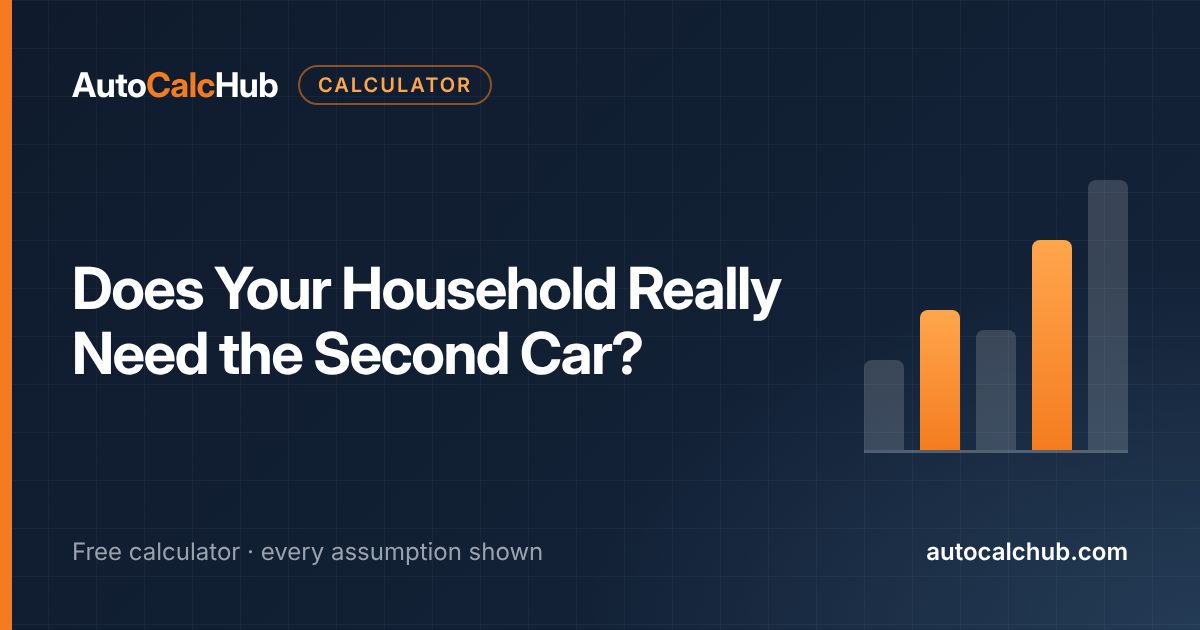 AutoCalcHub
CALCULATOR
Does Your Household Really
Need the Second Car?
Free calculator · every assumption shown
autocalchub.com